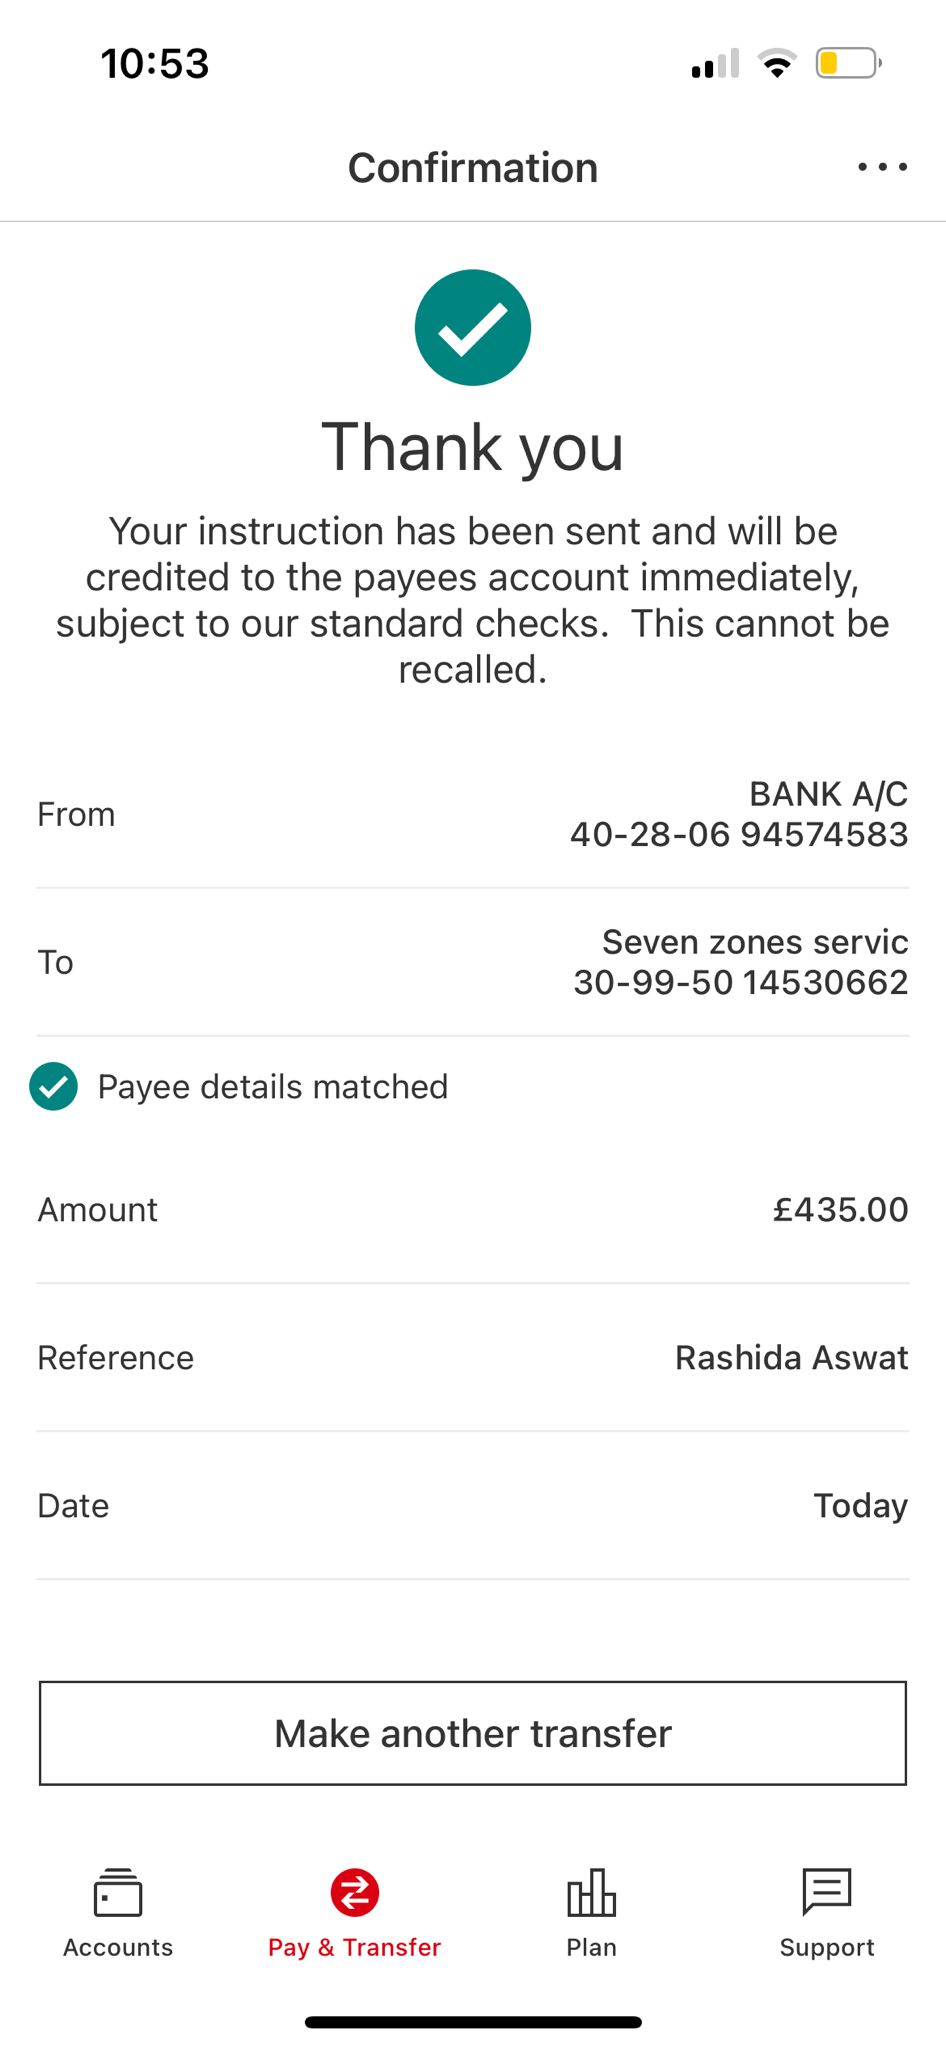 10:53
Confirmation
Thank you
Your instruction has been sent and will be
credited to the payees account immediately,
subject to our standard checks.  This cannot be
recalled.
From
BANK A/C
40-28-06 94574583
To
Seven zones servic
30-99-50 14530662
Payee details matched
Amount
£435.00
Reference
Rashida Aswat
Date
Today
Make another transfer
Accounts
Pay & Transfer
Plan
Support